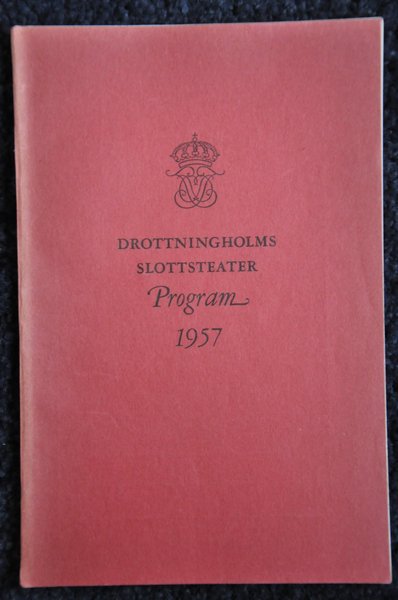 DROTTNINGHOLMS
SLOTTSTEATER
Program
1957